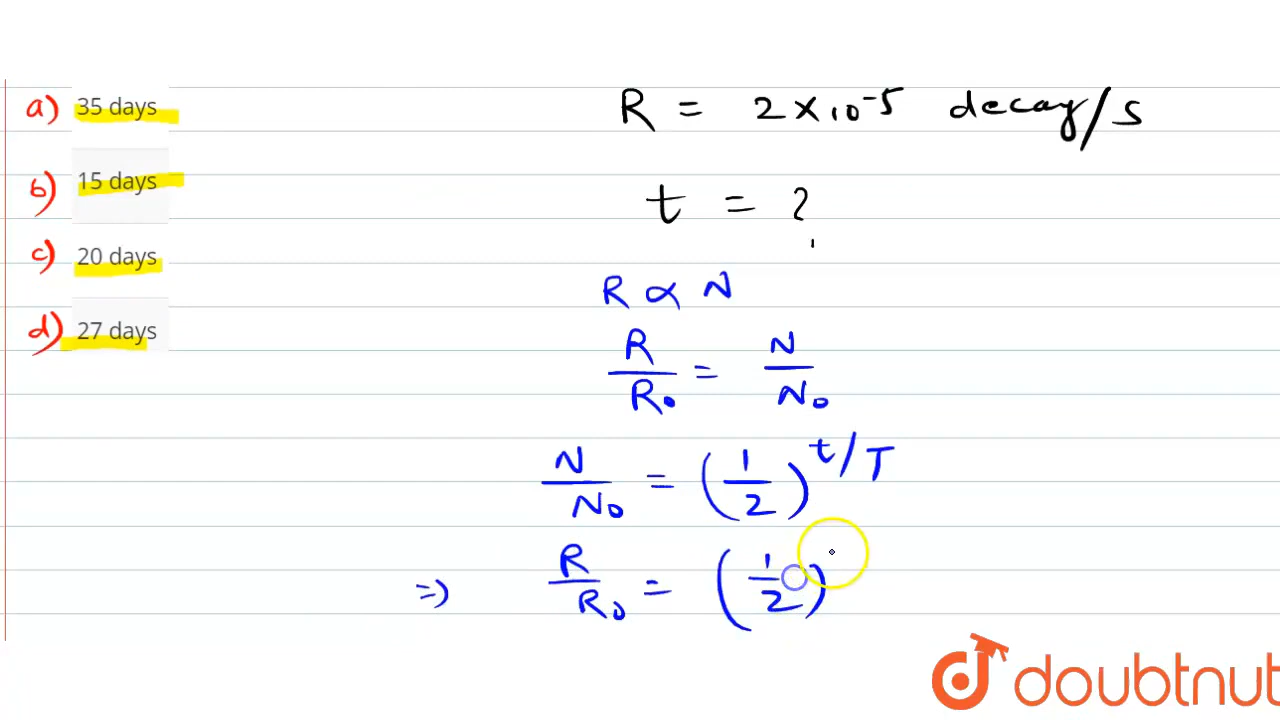 a) 35 days
b) 15 days
c) 20 days
d) 27 days
R = 2×10⁻⁵ decay/s
t = ?
R ∝ N
R/R₀ = N/N₀
N/N₀ = (1/2)^t/T
⇒ R/R₀ = (1/2)
doubtnut